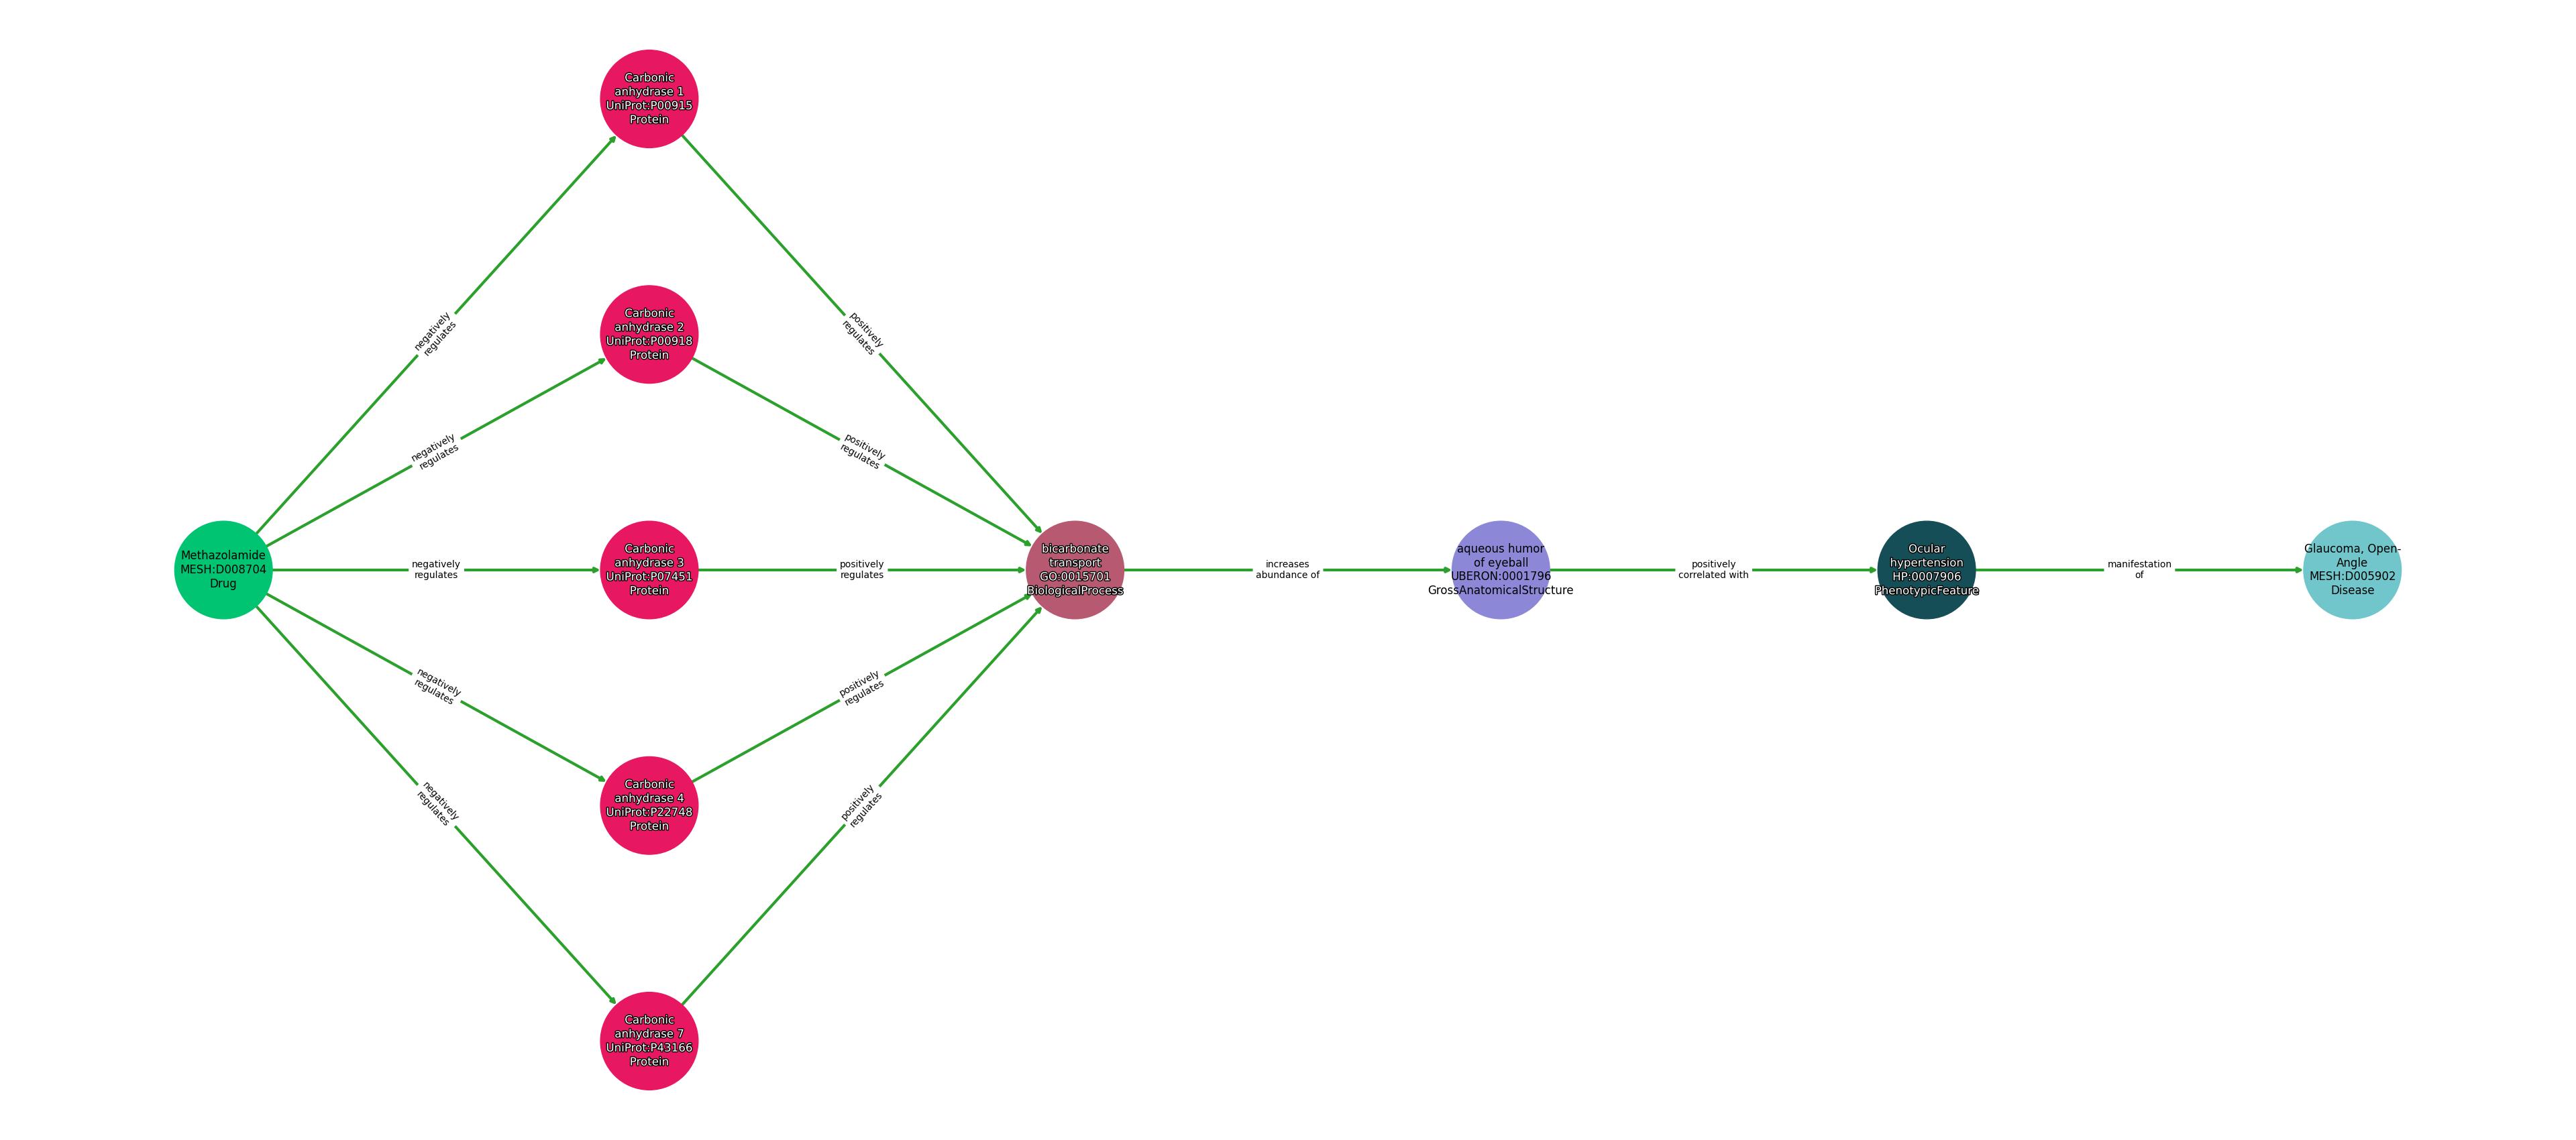 Carbonic
anhydrase 1
UniProt:P00915
Protein
negatively
regulates
positively
regulates
Carbonic
anhydrase 2
UniProt:P00918
Protein
negatively
regulates
positively
regulates
Methazolamide
MESH:D008704
Drug
negatively
regulates
Carbonic
anhydrase 3
UniProt:P07451
Protein
positively
regulates
bicarbonate
transport
GO:0015701
BiologicalProcess
increases
abundance of
aqueous humor
of eyeball
UBERON:0001796
GrossAnatomicalStructure
positively
correlated with
Ocular
hypertension
HP:0007906
PhenotypicFeature
manifestation
of
Glaucoma, Open-
Angle
MESH:D005902
Disease
negatively
regulates
positively
regulates
Carbonic
anhydrase 4
UniProt:P22748
Protein
negatively
regulates
positively
regulates
Carbonic
anhydrase 7
UniProt:P43166
Protein